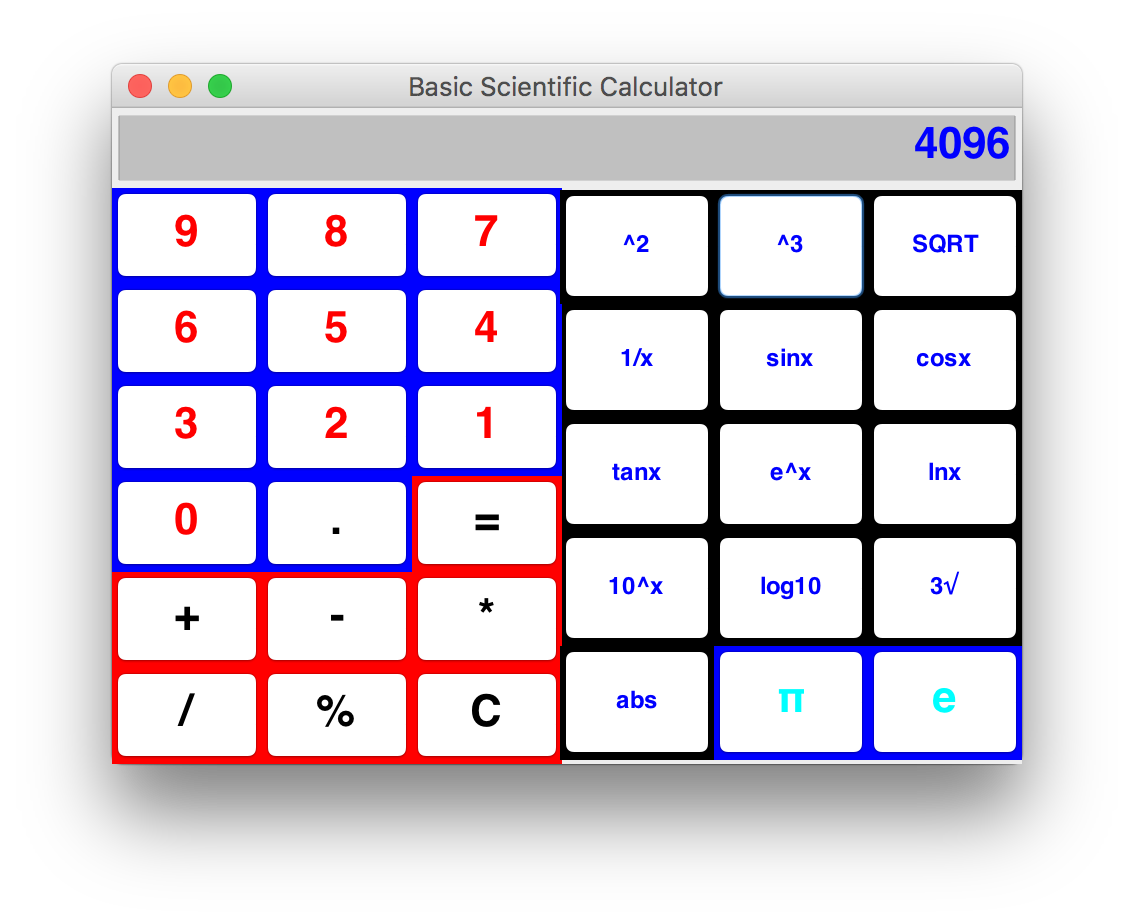 Basic Scientific Calculator
4096
9 8 7 ^2 ^3 SQRT
6 5 4 1/x sinx cosx
3 2 1 tanx e^x lnx
0 . = 10^x log10 3√
+ - *
/ % C abs π e